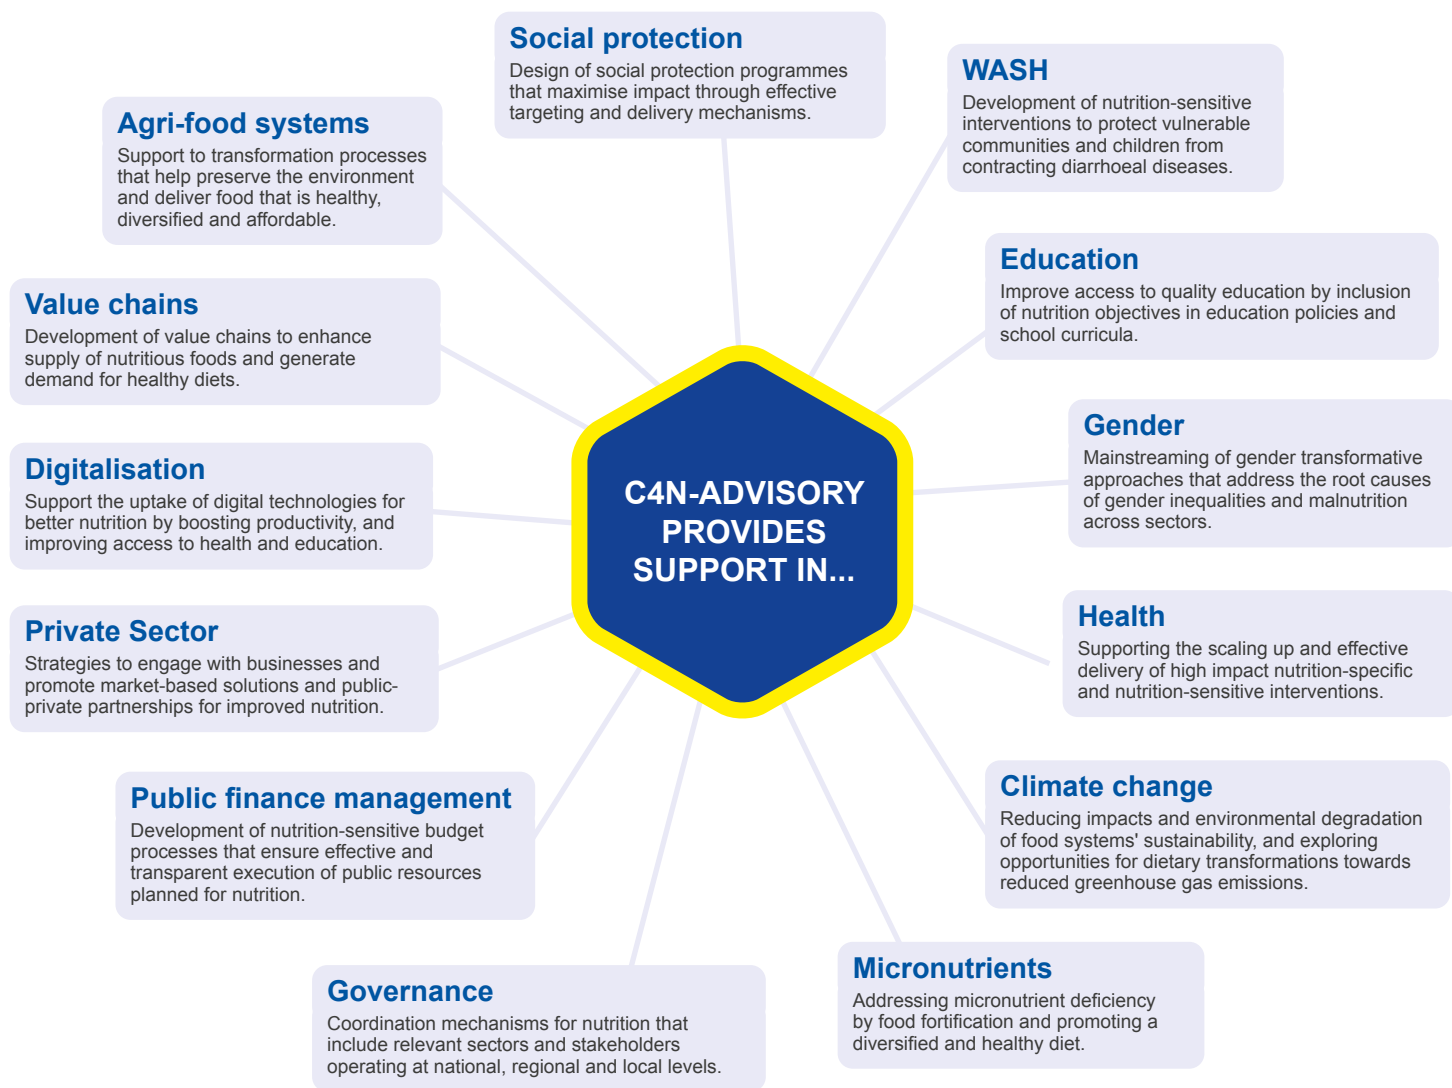 Social protection
Design of social protection programmes
that maximise impact through effective
targeting and delivery mechanisms.
WASH
Development of nutrition-sensitive
interventions to protect vulnerable
communities and children from
contracting diarrhoeal diseases.
Agri-food systems
Support to transformation processes
that help preserve the environment
and deliver food that is healthy,
diversified and affordable.
Education
Improve access to quality education by inclusion
of nutrition objectives in education policies and
school curricula.
Value chains
Development of value chains to enhance
supply of nutritious foods and generate
demand for healthy diets.
Gender
Mainstreaming of gender transformative
approaches that address the root causes
of gender inequalities and malnutrition
across sectors.
Digitalisation
Support the uptake of digital technologies for
better nutrition by boosting productivity, and
improving access to health and education.
C4N-ADVISORY
PROVIDES
SUPPORT IN...
Health
Supporting the scaling up and effective
delivery of high impact nutrition-specific
and nutrition-sensitive interventions.
Private Sector
Strategies to engage with businesses and
promote market-based solutions and public-
private partnerships for improved nutrition.
Climate change
Reducing impacts and environmental degradation
of food systems' sustainability, and exploring
opportunities for dietary transformations towards
reduced greenhouse gas emissions.
Public finance management
Development of nutrition-sensitive budget
processes that ensure effective and
transparent execution of public resources
planned for nutrition.
Micronutrients
Addressing micronutrient deficiency
by food fortification and promoting a
diversified and healthy diet.
Governance
Coordination mechanisms for nutrition that
include relevant sectors and stakeholders
operating at national, regional and local levels.